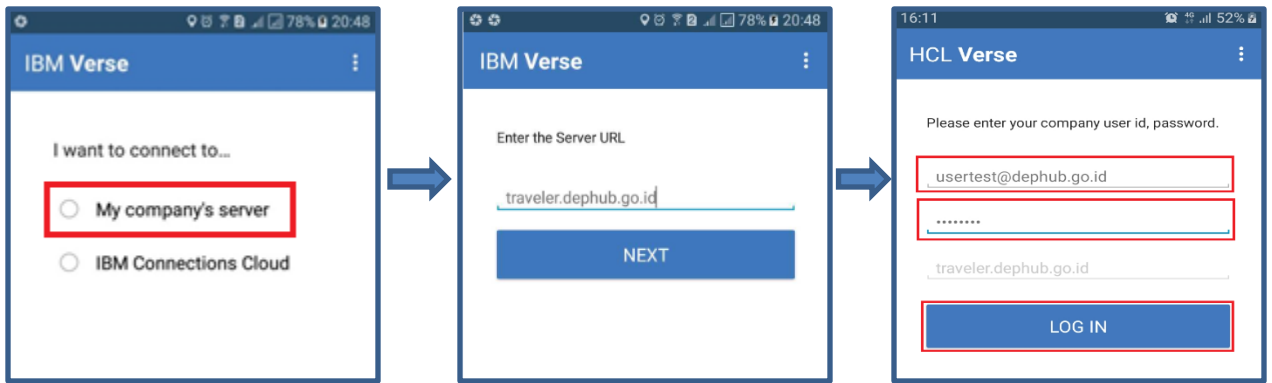 78% 20:48
IBM Verse
I want to connect to...
My company's server
IBM Connections Cloud
78% 20:48
IBM Verse
Enter the Server URL
traveler.dephub.go.id
NEXT
16:11 52%
HCL Verse
Please enter your company user id, password.
usertest@dephub.go.id
........
traveler.dephub.go.id
LOG IN